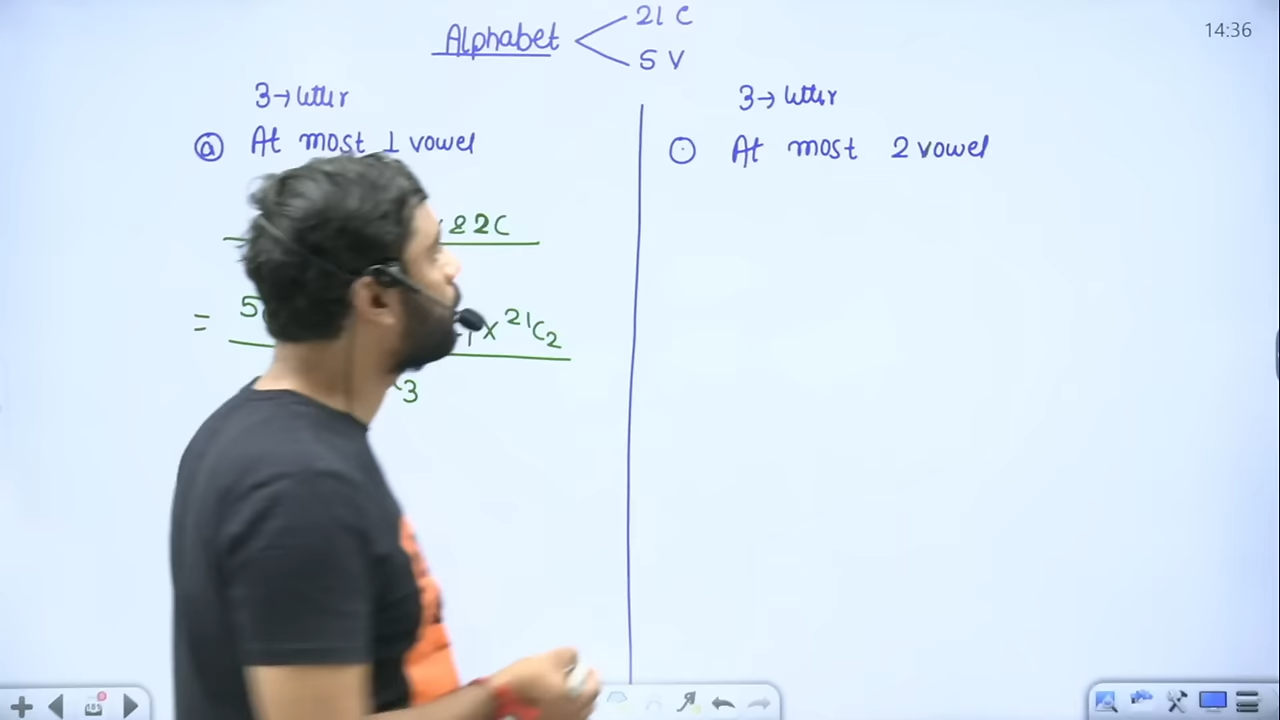 Alphabet
21 C
5 V
14:36
3→ letter
ⓐ At most 1 vowel
& 2C
= 5
× ²¹C₂
3
3→ letter
At most 2 vowel